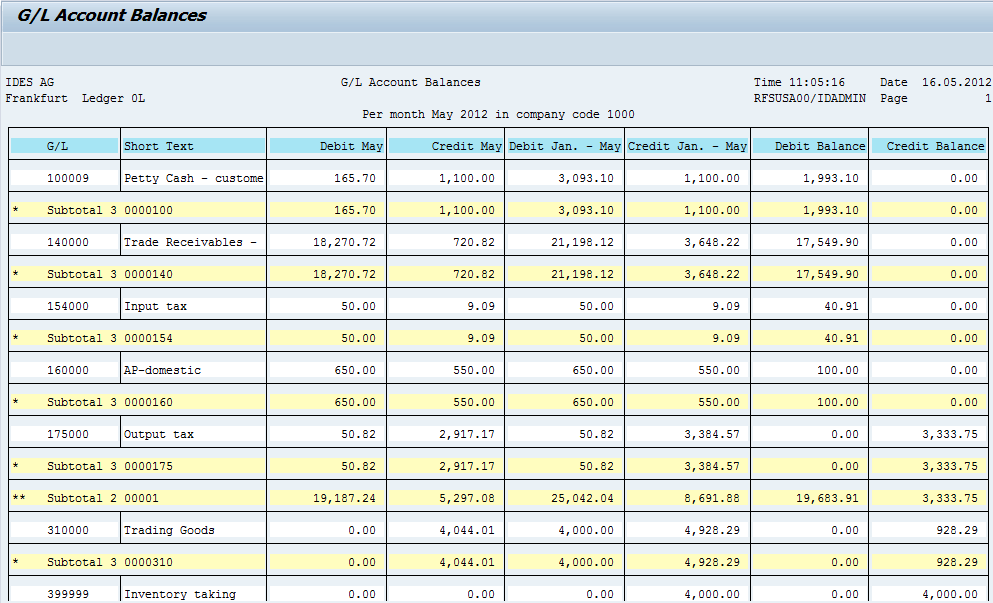 G/L Account Balances
IDES AG G/L Account Balances Time 11:05:16 Date 16.05.2012
Frankfurt Ledger 0L RFSUSA00/IDADMIN Page 1
Per month May 2012 in company code 1000
G/L Short Text Debit May Credit May Debit Jan. - May Credit Jan. - May Debit Balance Credit Balance
100009 Petty Cash - custome 165.70 1,100.00 3,093.10 1,100.00 1,993.10 0.00
* Subtotal 3 0000100 165.70 1,100.00 3,093.10 1,100.00 1,993.10 0.00
140000 Trade Receivables - 18,270.72 720.82 21,198.12 3,648.22 17,549.90 0.00
* Subtotal 3 0000140 18,270.72 720.82 21,198.12 3,648.22 17,549.90 0.00
154000 Input tax 50.00 9.09 50.00 9.09 40.91 0.00
* Subtotal 3 0000154 50.00 9.09 50.00 9.09 40.91 0.00
160000 AP-domestic 650.00 550.00 650.00 550.00 100.00 0.00
* Subtotal 3 0000160 650.00 550.00 650.00 550.00 100.00 0.00
175000 Output tax 50.82 2,917.17 50.82 3,384.57 0.00 3,333.75
* Subtotal 3 0000175 50.82 2,917.17 50.82 3,384.57 0.00 3,333.75
** Subtotal 2 00001 19,187.24 5,297.08 25,042.04 8,691.88 19,683.91 3,333.75
310000 Trading Goods 0.00 4,044.01 4,000.00 4,928.29 0.00 928.29
* Subtotal 3 0000310 0.00 4,044.01 4,000.00 4,928.29 0.00 928.29
399999 Inventory taking 0.00 0.00 0.00 4,000.00 0.00 4,000.00